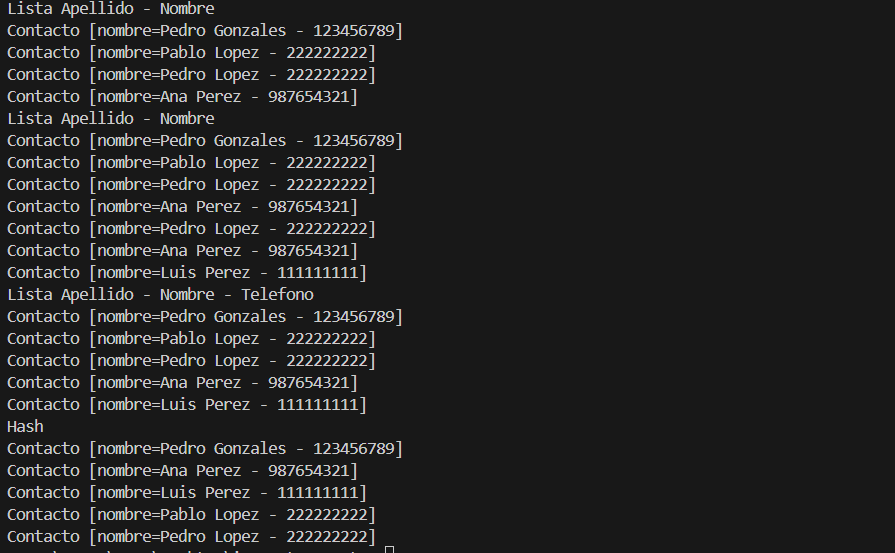 Lista Apellido - Nombre
Contacto [nombre=Pedro Gonzales - 123456789]
Contacto [nombre=Pablo Lopez - 222222222]
Contacto [nombre=Pedro Lopez - 222222222]
Contacto [nombre=Ana Perez - 987654321]
Lista Apellido - Nombre
Contacto [nombre=Pedro Gonzales - 123456789]
Contacto [nombre=Pablo Lopez - 222222222]
Contacto [nombre=Pedro Lopez - 222222222]
Contacto [nombre=Ana Perez - 987654321]
Contacto [nombre=Pedro Lopez - 222222222]
Contacto [nombre=Ana Perez - 987654321]
Contacto [nombre=Luis Perez - 111111111]
Lista Apellido - Nombre - Telefono
Contacto [nombre=Pedro Gonzales - 123456789]
Contacto [nombre=Pablo Lopez - 222222222]
Contacto [nombre=Pedro Lopez - 222222222]
Contacto [nombre=Ana Perez - 987654321]
Contacto [nombre=Luis Perez - 111111111]
Hash
Contacto [nombre=Pedro Gonzales - 123456789]
Contacto [nombre=Ana Perez - 987654321]
Contacto [nombre=Luis Perez - 111111111]
Contacto [nombre=Pablo Lopez - 222222222]
Contacto [nombre=Pedro Lopez - 222222222]